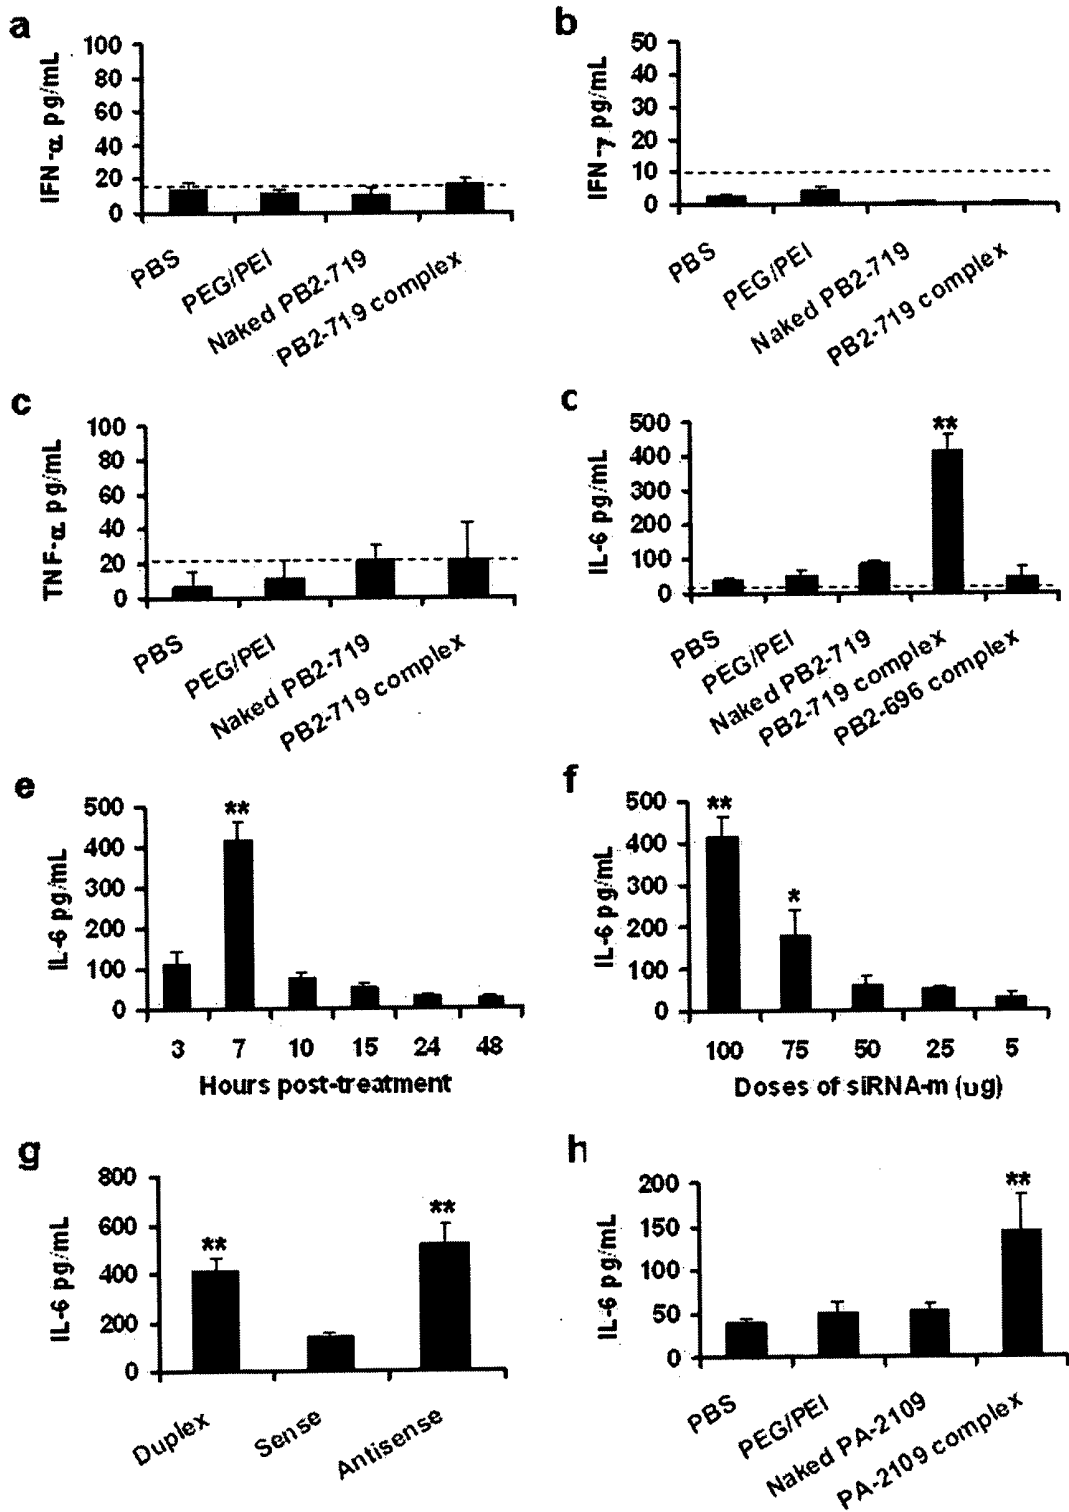 a
IFN-α pg/mL
100
80
60
40
20
0
PBS
PEG/PEI
Naked PB2-719
PB2-719 complex
b
IFN-γ pg/mL
50
40
30
20
10
0
PBS
PEG/PEI
Naked PB2-719
PB2-719 complex
c
TNF-α pg/mL
100
80
60
40
20
0
PBS
PEG/PEI
Naked PB2-719
PB2-719 complex
c
IL-6 pg/mL
500
400
300
200
100
0
**
PBS
PEG/PEI
Naked PB2-719
PB2-719 complex
PB2-696 complex
e
IL-6 pg/mL
500
400
300
200
100
0
**
3 7 10 15 24 48
Hours post-treatment
f
IL-6 pg/mL
500
400
300
200
100
0
**
*
100 75 50 25 5
Doses of siRNA-m (ug)
g
IL-6 pg/mL
800
600
400
200
0
**
**
Duplex
Sense
Antisense
h
IL-6 pg/mL
200
150
100
50
0
**
PBS
PEG/PEI
Naked PA-2109
PA-2109 complex